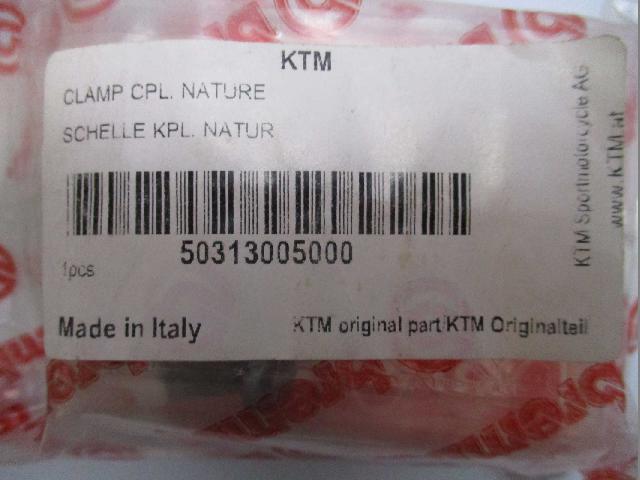 KTM
CLAMP CPL. NATURE
SCHELLE KPL. NATUR
50313005000
1pcs
Made in Italy
KTM original part/KTM Originalteil
KTM Sportmotorcycle AG
www.KTM.at